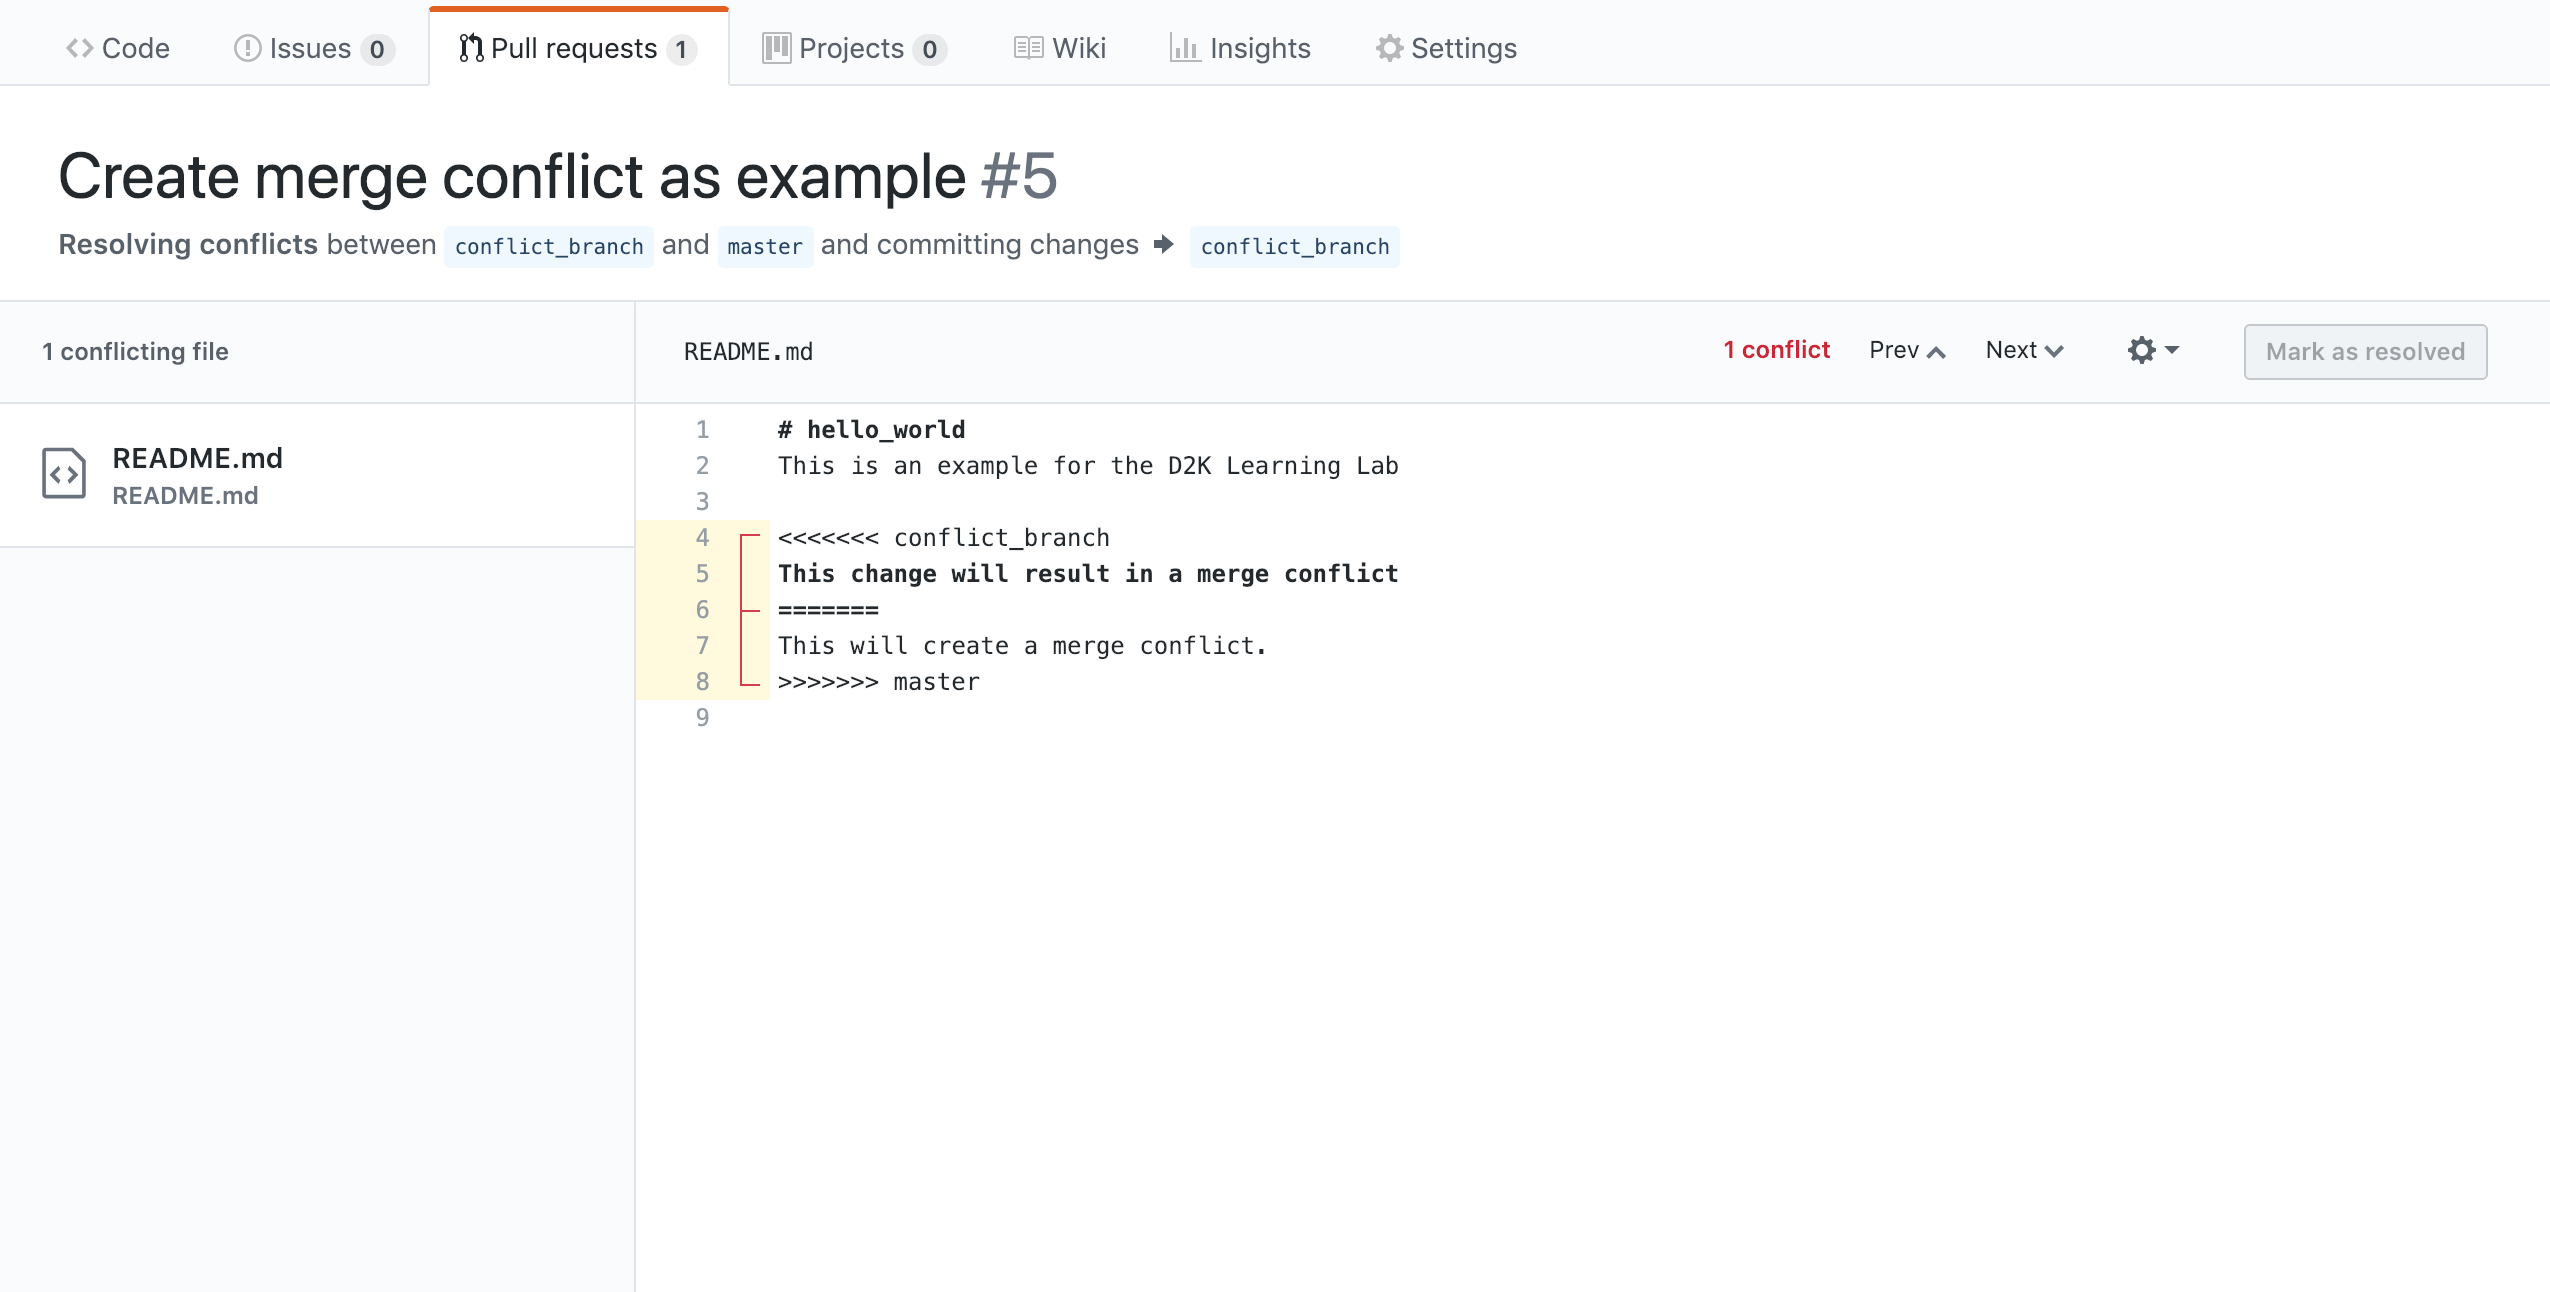 Code Issues 0 Pull requests 1 Projects 0 Wiki Insights Settings
Create merge conflict as example #5
Resolving conflicts between conflict_branch and master and committing changes conflict_branch
1 conflicting file
README.md
README.md
README.md 1 conflict Prev Next Mark as resolved
1 # hello_world
2 This is an example for the D2K Learning Lab
3
4 <<<<<<< conflict_branch
5 This change will result in a merge conflict
6 =======
7 This will create a merge conflict.
8 >>>>>>> master
9